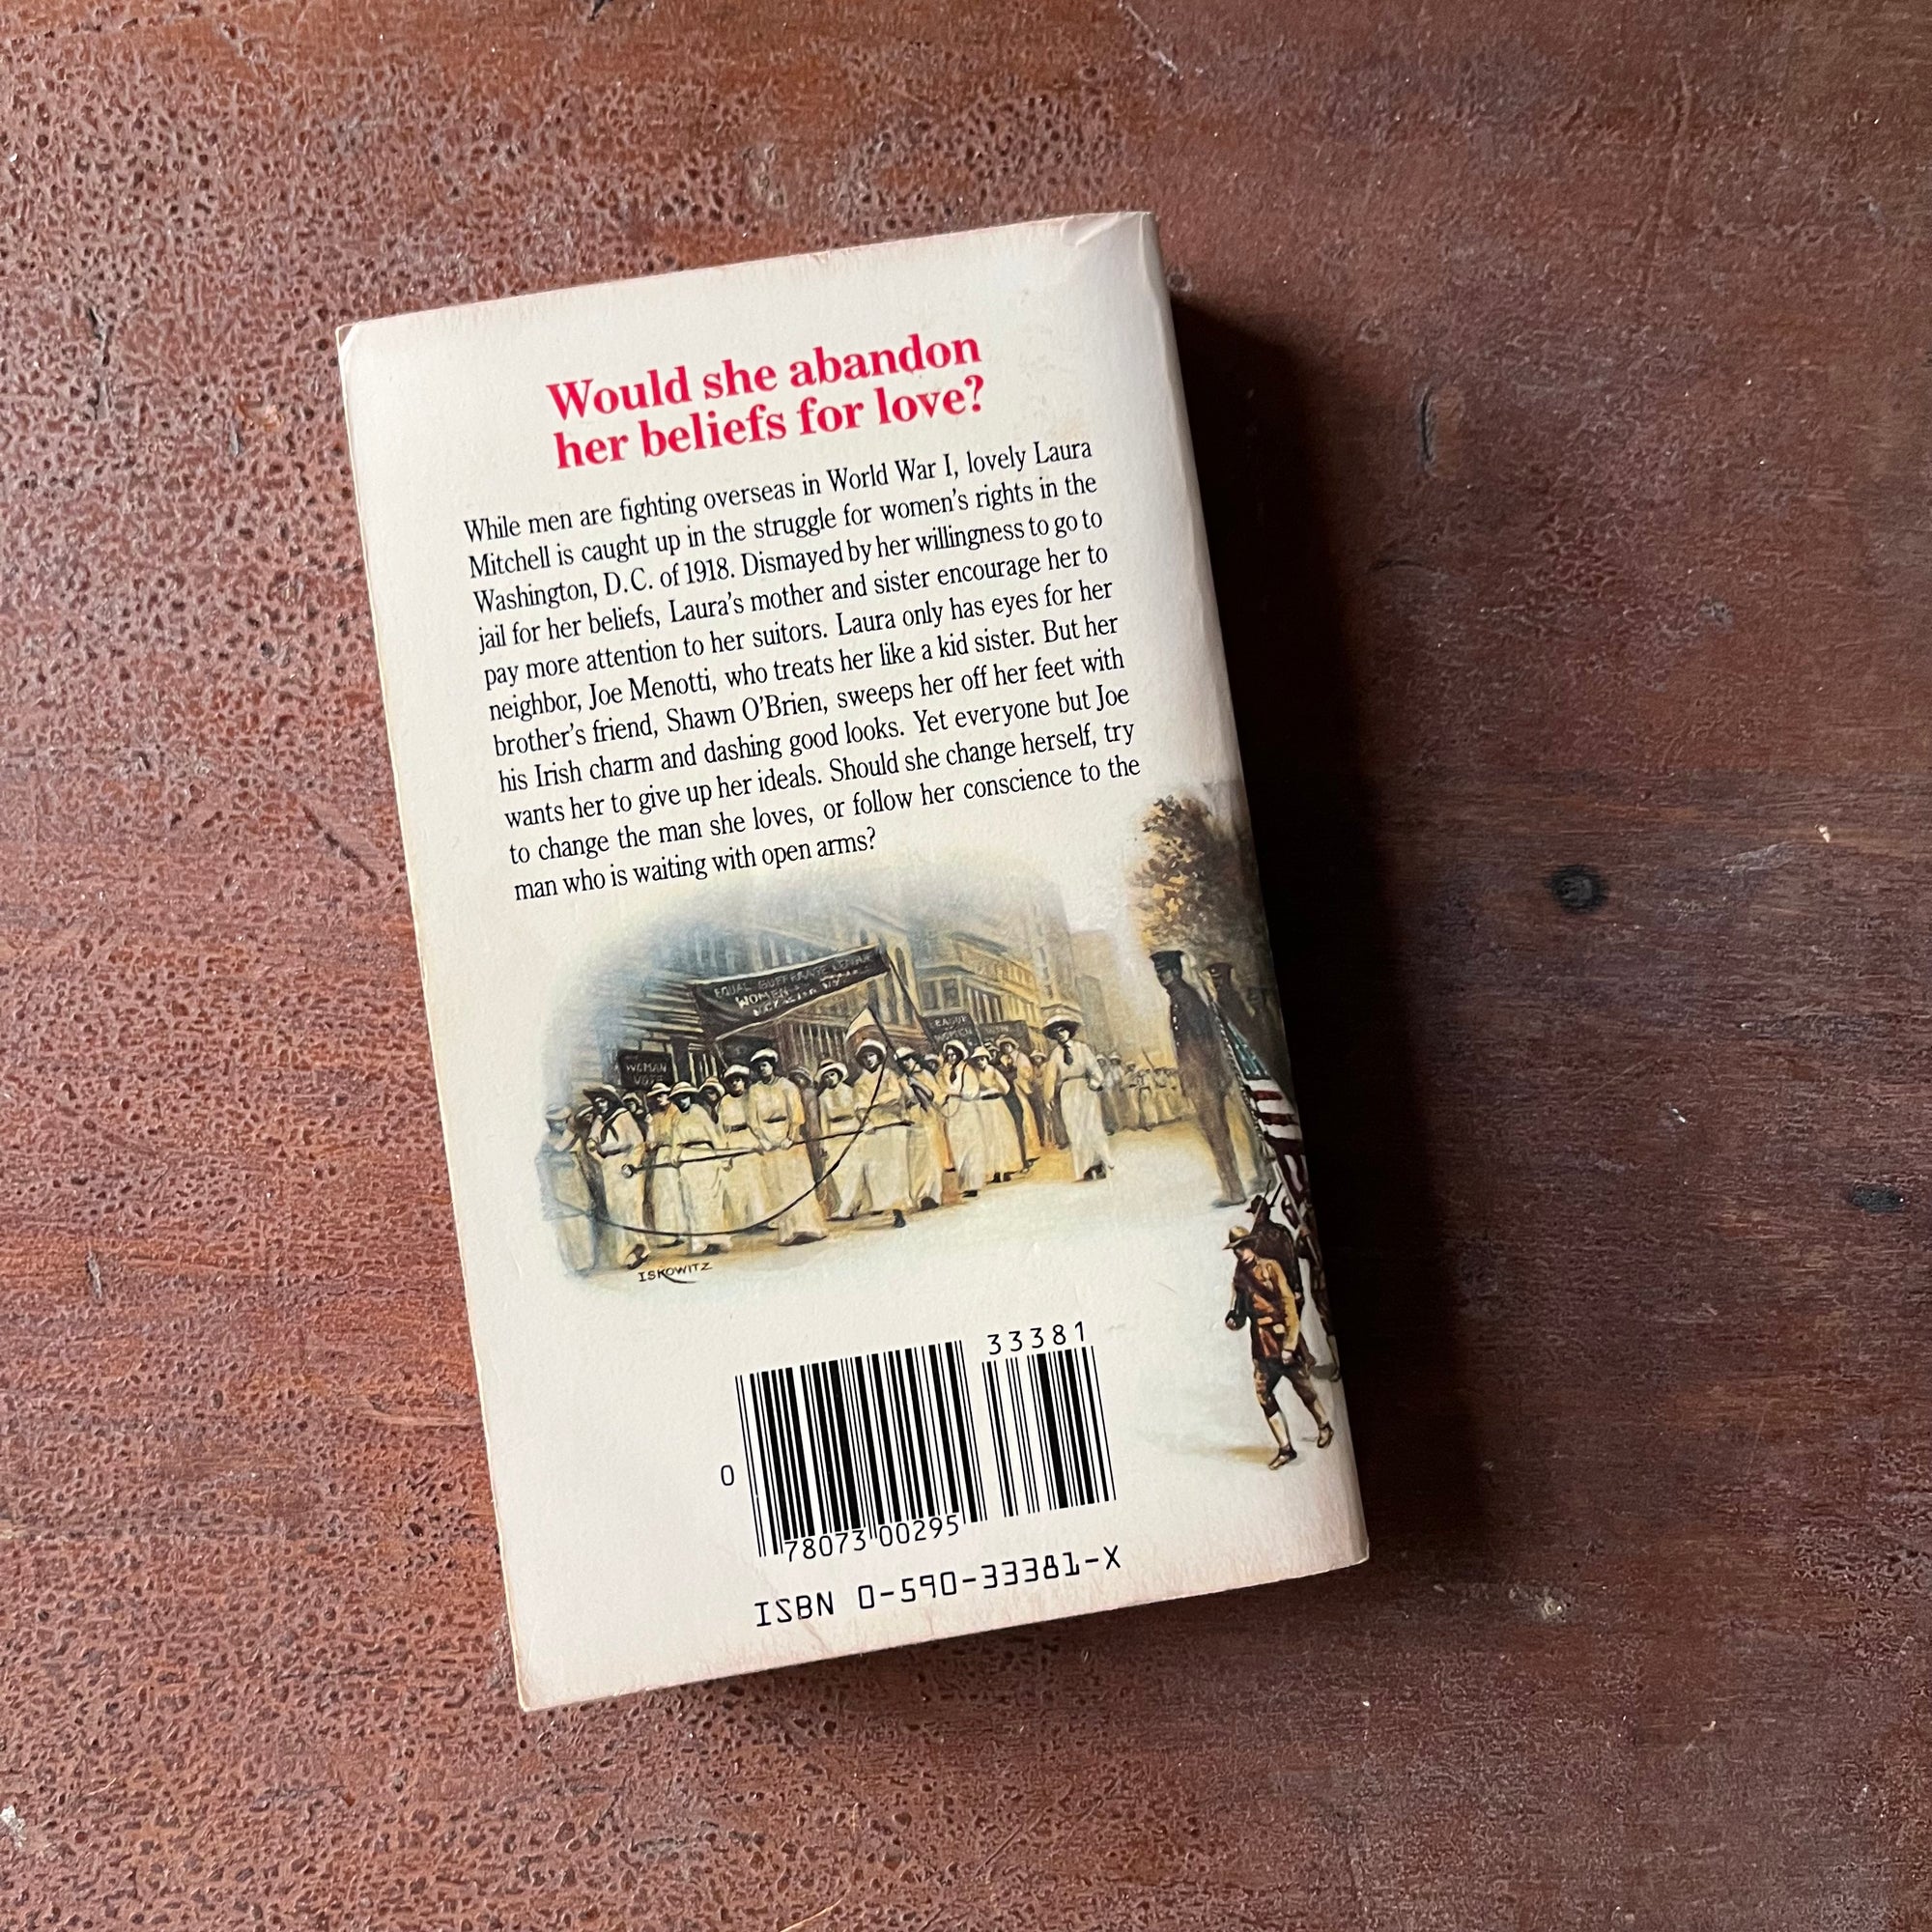 Would she abandon
her beliefs for love?
While men are fighting overseas in World War I, lovely Laura
Mitchell is caught up in the struggle for women's rights in the
Washington, D.C. of 1918. Dismayed by her willingness to go to
jail for her beliefs, Laura's mother and sister encourage her to
pay more attention to her suitors. Laura only has eyes for her
neighbor, Joe Menotti, who treats her like a kid sister. But her
brother's friend, Shawn O'Brien, sweeps her off her feet with
his Irish charm and dashing good looks. Yet everyone but Joe
wants her to give up her ideals. Should she change herself, try
to change the man she loves, or follow her conscience to the
man who is waiting with open arms?
EQUAL SUFFRAGE
WOMEN
WOMAN
VOTE
WOMEN
ISKOWITZ
33381
0
78073 00295
ISBN 0-590-33381-X